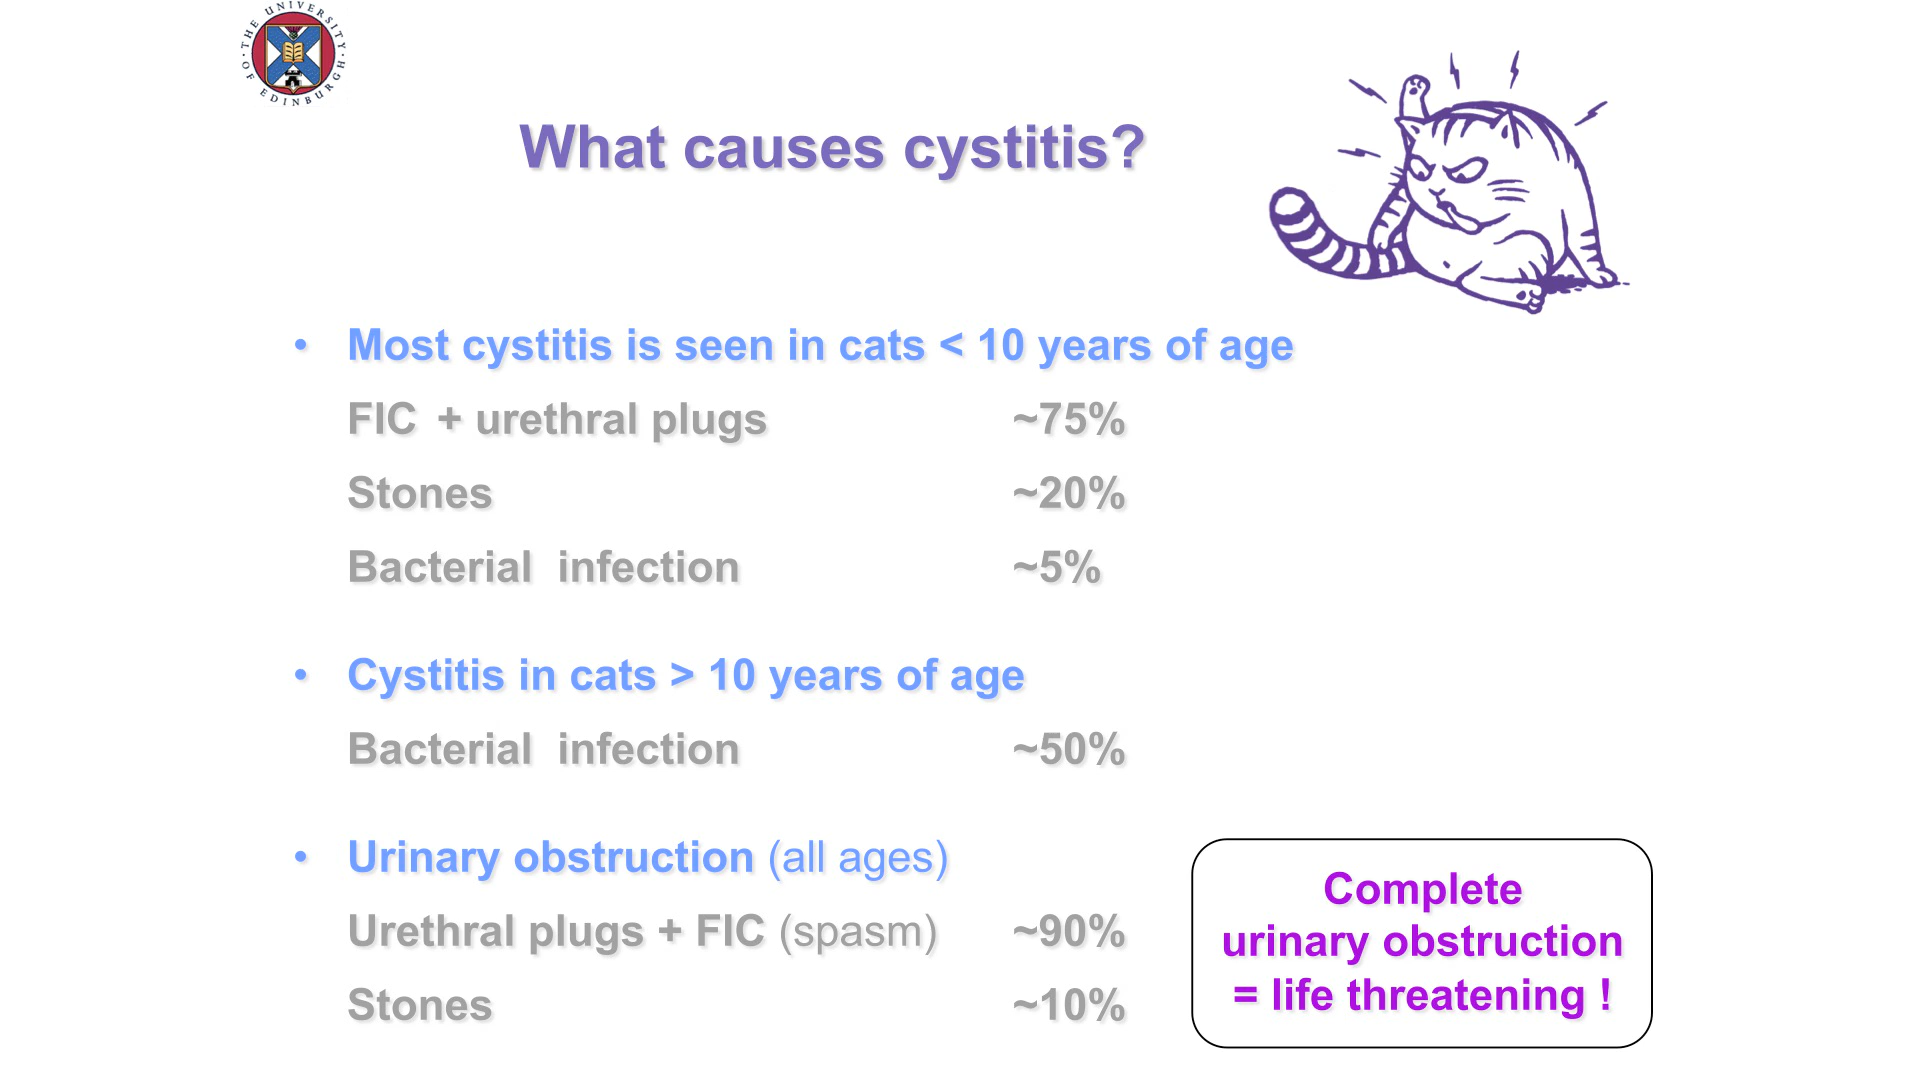 THE UNIVERSITY OF EDINBURGH
What causes cystitis?
• Most cystitis is seen in cats < 10 years of age
FIC + urethral plugs ~75%
Stones ~20%
Bacterial infection ~5%
• Cystitis in cats > 10 years of age
Bacterial infection ~50%
• Urinary obstruction (all ages)
Urethral plugs + FIC (spasm) ~90%
Stones ~10%
Complete
urinary obstruction
= life threatening !